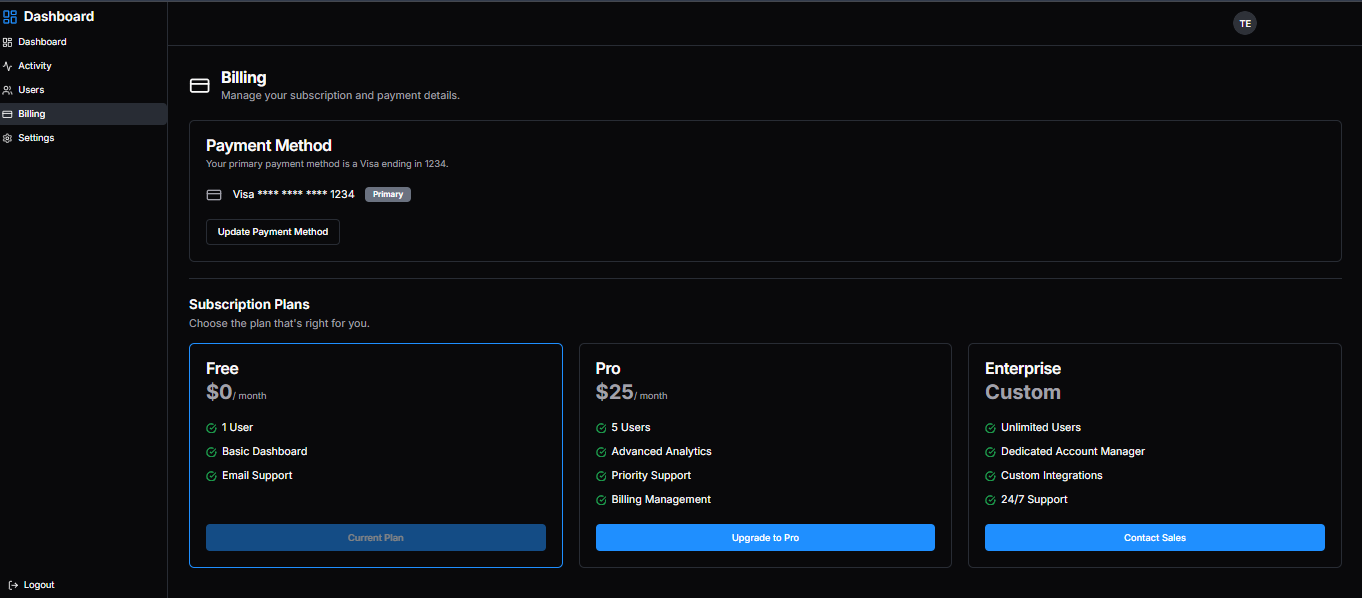 Dashboard
Dashboard
Activity
Users
Billing
Settings
Logout
TE
Billing
Manage your subscription and payment details.
Payment Method
Your primary payment method is a Visa ending in 1234.
Visa **** **** **** 1234 Primary
Update Payment Method
Subscription Plans
Choose the plan that's right for you.
Free
$0/ month
1 User
Basic Dashboard
Email Support
Current Plan
Pro
$25/ month
5 Users
Advanced Analytics
Priority Support
Billing Management
Upgrade to Pro
Enterprise
Custom
Unlimited Users
Dedicated Account Manager
Custom Integrations
24/7 Support
Contact Sales